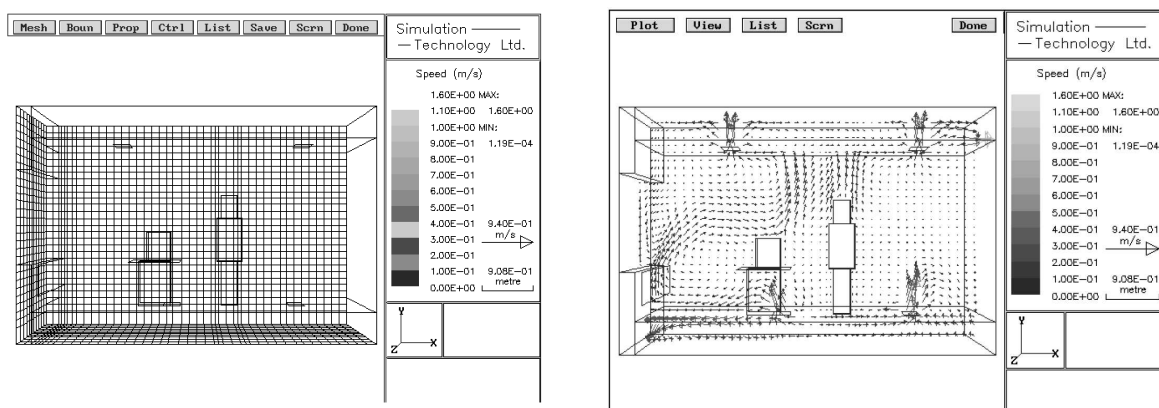 Mesh Boun Prop Ctrl List Save Scrn Done
Simulation
Technology Ltd.
Speed (m/s)
1.60E+00 MAX:
1.10E+00 1.60E+00
1.00E+00 MIN:
9.00E-01 1.19E-04
8.00E-01
7.00E-01
6.00E-01
5.00E-01
4.00E-01 9.40E-01
3.00E-01 m/s
2.00E-01
1.00E-01 9.08E-01
0.00E+00 metre
Y
Z X
Plot View List Scrn Done
Simulation
Technology Ltd.
Speed (m/s)
1.60E+00 MAX:
1.10E+00 1.60E+00
1.00E+00 MIN:
9.00E-01 1.19E-04
8.00E-01
7.00E-01
6.00E-01
5.00E-01
4.00E-01 9.40E-01
3.00E-01 m/s
2.00E-01
1.00E-01 9.08E-01
0.00E+00 metre
Y
Z X